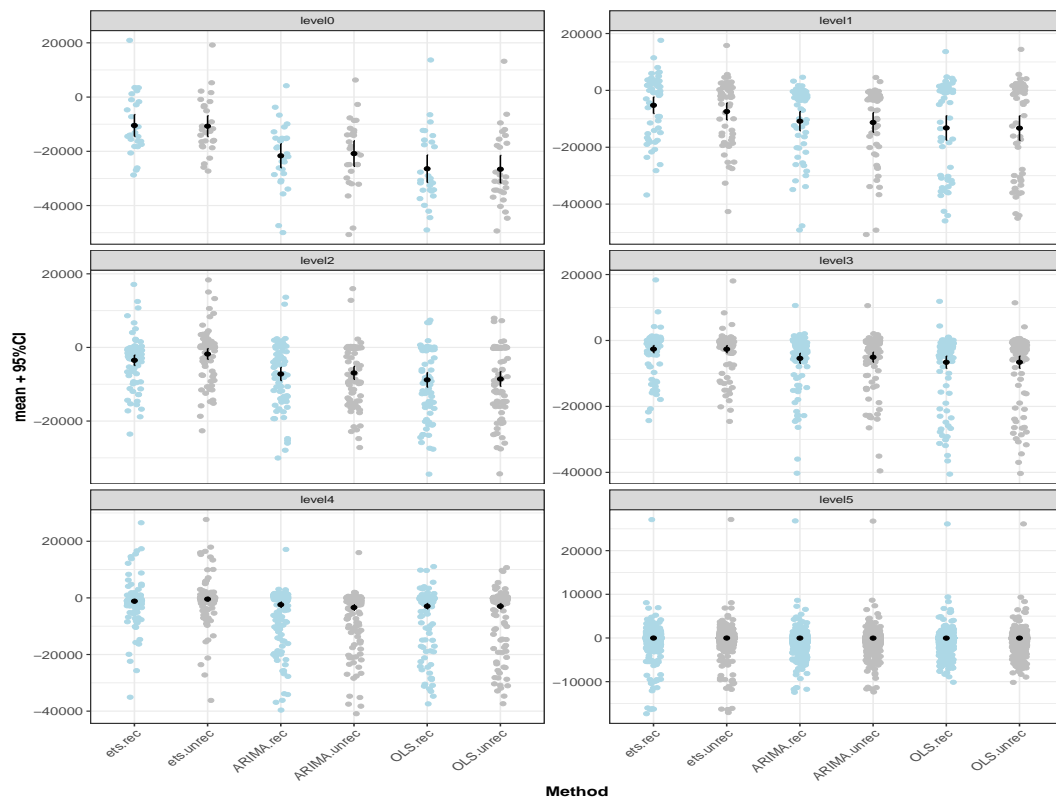 level0
level1
20000
0
−20000
−40000
20000
0
−20000
−40000
level2
level3
20000
0
−20000
20000
0
−20000
−40000
level4
level5
20000
0
−20000
−40000
20000
0
−10000
mean + 95%CI
ets.rec
ets.unrec
ARIMA.rec
ARIMA.unrec
OLS.rec
OLS.unrec
ets.rec
ets.unrec
ARIMA.rec
ARIMA.unrec
OLS.rec
OLS.unrec
Method